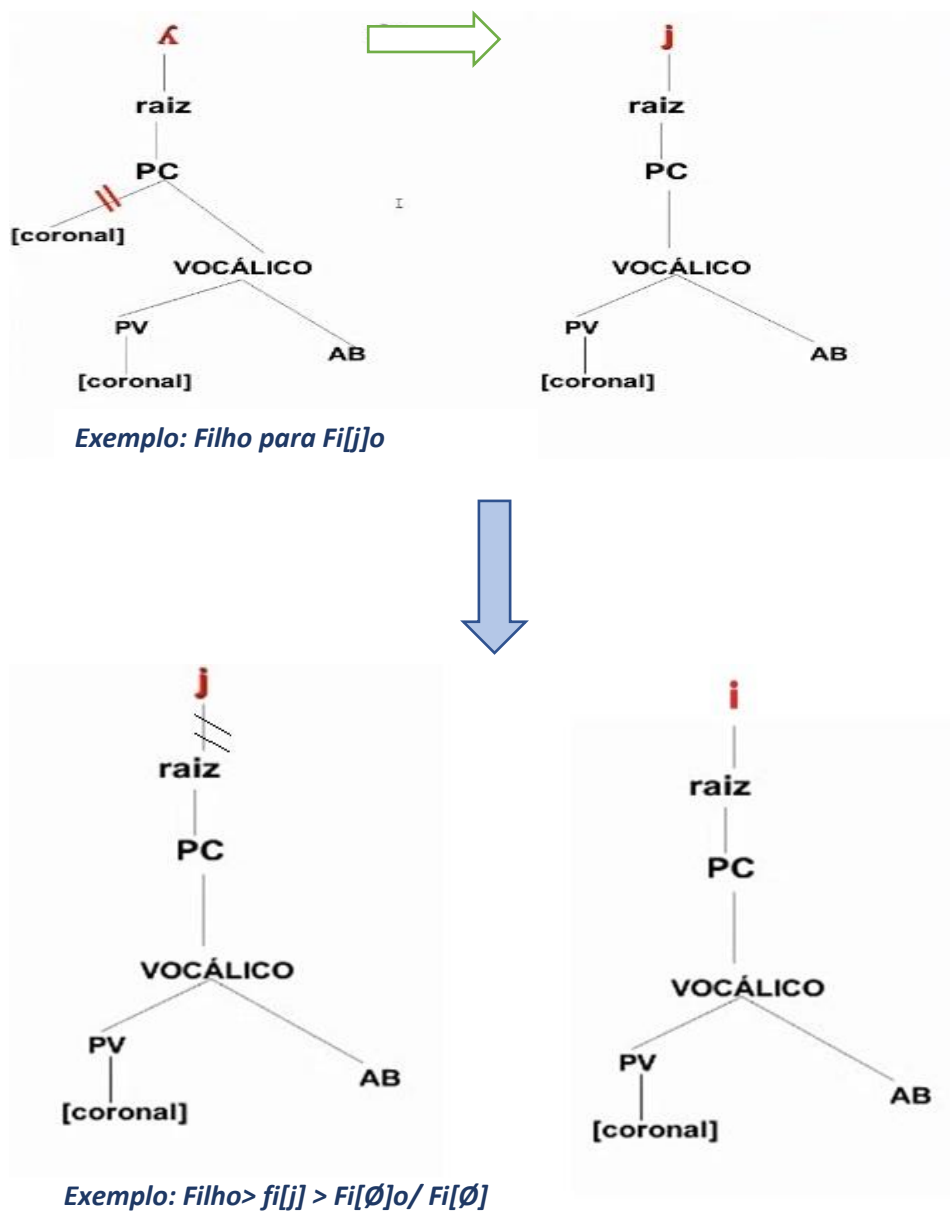 ʎ j
raiz raiz
PC PC
[coronal]
VOCÁLICO VOCÁLICO
PV PV
AB AB
[coronal] [coronal]
Exemplo: Filho para Fi[j]o
j i
raiz raiz
PC PC
VOCÁLICO VOCÁLICO
PV PV
AB AB
[coronal] [coronal]
Exemplo: Filho> fi[j] > Fi[Ø]o/ Fi[Ø]